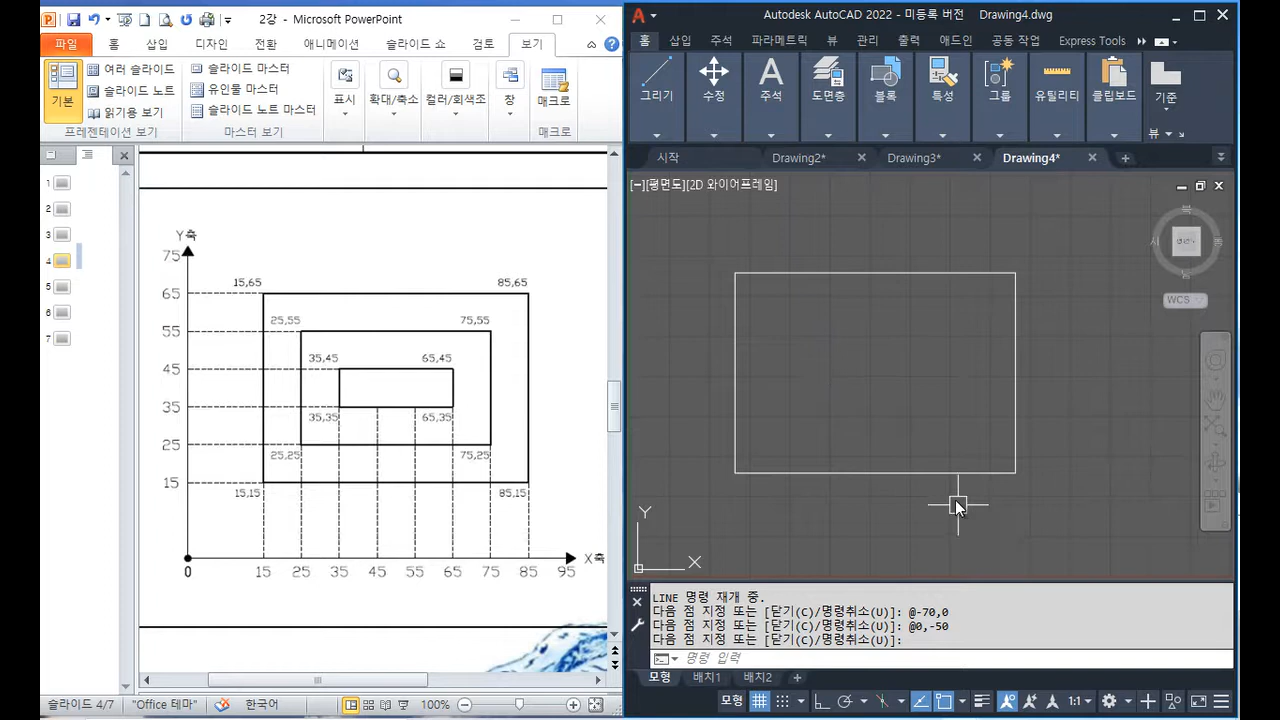 2강 - Microsoft PowerPoint
파일 홈 삽입 디자인 전환 애니메이션 슬라이드 쇼 검토 보기
기본
여러 슬라이드
슬라이드 노트
읽기용 보기
프레젠테이션 보기
슬라이드 마스터
유인물 마스터
슬라이드 노트 마스터
마스터 보기
표시
확대/축소
컬러/회색조
창
매크로
매크로
1
2
3
4
5
6
7
Y축
75
65
55
45
35
25
15
15,65
85,65
25,55
75,55
35,45
65,45
35,35
65,35
25,25
75,25
15,15
85,15
X축
0 15 25 35 45 55 65 75 85 95
슬라이드 4/7 "Office 테마" 한국어 100%
Autodesk AutoCAD 2022 - 미등록 버전 Drawing4.dwg
홈 삽입 주석 파라메트릭 뷰 관리 출력 애드인 공동 작업 Express Tools
그리기
수정
주석
도면층
블록
특성
그룹
유틸리티
클립보드
기준
뷰
시작 Drawing2* Drawing3* Drawing4*
[−][평면도][2D 와이어프레임]
북
동
남
WCS
Y
X
LINE 명령 재개 중.
다음 점 지정 또는 [닫기(C)/명령취소(U)]: @-70,0
다음 점 지정 또는 [닫기(C)/명령취소(U)]: @0,-50
다음 점 지정 또는 [닫기(C)/명령취소(U)]:
명령 입력
모형 배치1 배치2
모형 1:1